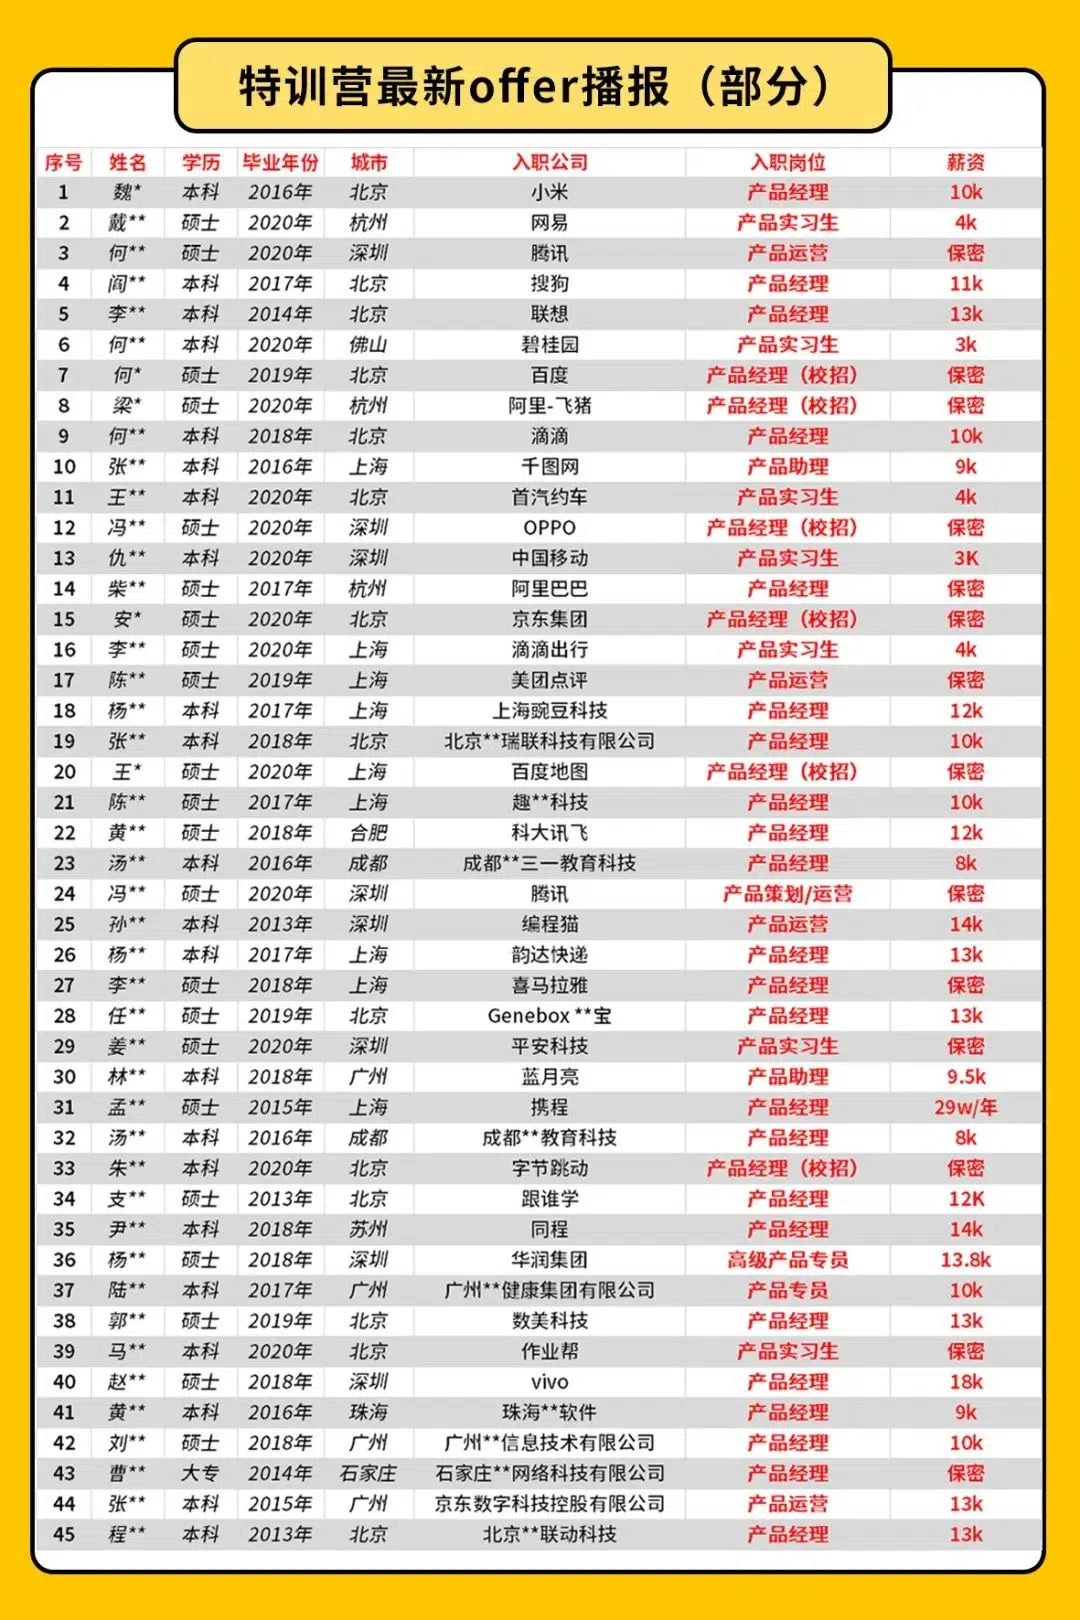 特训营最新offer播报（部分）
序号 姓名 学历 毕业年份 城市 入职公司 入职岗位 薪资
1 魏* 本科 2016年 北京 小米 产品经理 10k
2 戴** 硕士 2020年 杭州 网易 产品实习生 4k
3 何** 硕士 2020年 深圳 腾讯 产品运营 保密
4 阎** 本科 2017年 北京 搜狗 产品经理 11k
5 李** 本科 2014年 北京 联想 产品经理 13k
6 何** 本科 2020年 佛山 碧桂园 产品实习生 3k
7 何* 硕士 2019年 北京 百度 产品经理（校招） 保密
8 梁* 硕士 2020年 杭州 阿里-飞猪 产品经理（校招） 保密
9 何** 本科 2018年 北京 滴滴 产品经理 10k
10 张** 本科 2016年 上海 千图网 产品助理 9k
11 王** 本科 2020年 北京 首汽约车 产品实习生 4k
12 冯** 硕士 2020年 深圳 OPPO 产品经理（校招） 保密
13 仇** 本科 2020年 深圳 中国移动 产品实习生 3K
14 柴** 硕士 2017年 杭州 阿里巴巴 产品经理 保密
15 安* 硕士 2020年 北京 京东集团 产品经理（校招） 保密
16 李** 硕士 2020年 上海 滴滴出行 产品实习生 4k
17 陈** 硕士 2019年 上海 美团点评 产品运营 保密
18 杨** 本科 2017年 上海 上海豌豆科技 产品经理 12k
19 张** 本科 2018年 北京 北京**瑞联科技有限公司 产品经理 10k
20 王* 硕士 2020年 上海 百度地图 产品经理（校招） 保密
21 陈** 硕士 2017年 上海 趣**科技 产品经理 10k
22 黄** 硕士 2018年 合肥 科大讯飞 产品经理 12k
23 汤** 本科 2016年 成都 成都**三一教育科技 产品经理 8k
24 冯** 硕士 2020年 深圳 腾讯 产品策划/运营 保密
25 孙** 本科 2013年 深圳 编程猫 产品运营 14k
26 杨** 本科 2017年 上海 韵达快递 产品经理 13k
27 李** 硕士 2018年 上海 喜马拉雅 产品经理 保密
28 任** 硕士 2019年 北京 Genebox **宝 产品经理 13k
29 姜** 硕士 2020年 深圳 平安科技 产品实习生 保密
30 林** 本科 2018年 广州 蓝月亮 产品助理 9.5k
31 孟** 硕士 2015年 上海 携程 产品经理 29w/年
32 汤** 本科 2016年 成都 成都**教育科技 产品经理 8k
33 朱** 本科 2020年 北京 字节跳动 产品经理（校招） 保密
34 支** 硕士 2013年 北京 跟谁学 产品经理 12K
35 尹** 本科 2018年 苏州 同程 产品经理 14k
36 杨** 硕士 2018年 深圳 华润集团 高级产品专员 13.8k
37 陆** 本科 2017年 广州 广州**健康集团有限公司 产品专员 10k
38 郭** 硕士 2019年 北京 数美科技 产品经理 13k
39 马** 本科 2020年 北京 作业帮 产品实习生 保密
40 赵** 硕士 2018年 深圳 vivo 产品经理 18k
41 黄** 本科 2016年 珠海 珠海**软件 产品经理 9k
42 刘** 硕士 2018年 广州 广州**信息技术有限公司 产品经理 10k
43 曹** 大专 2014年 石家庄 石家庄**网络科技有限公司 产品经理 保密
44 张** 本科 2015年 广州 京东数字科技控股有限公司 产品运营 13k
45 程** 本科 2013年 北京 北京**联动科技 产品经理 13k